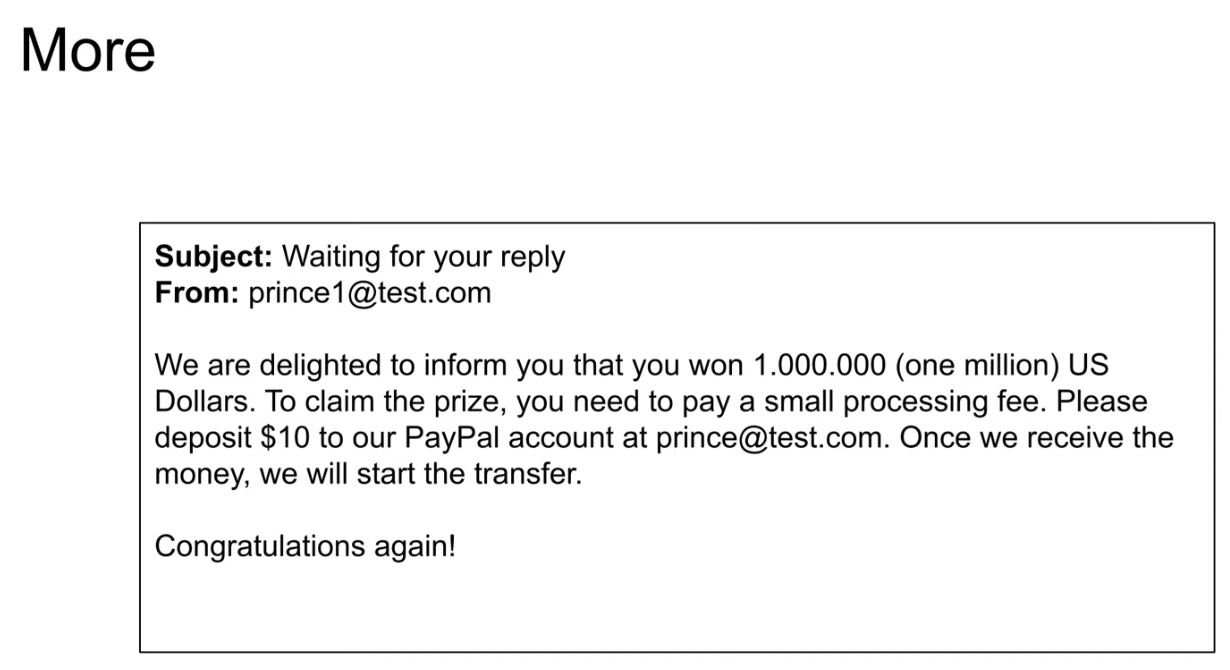 More
Subject: Waiting for your reply
From: prince1@test.com
We are delighted to inform you that you won 1.000.000 (one million) US
Dollars. To claim the prize, you need to pay a small processing fee. Please
deposit $10 to our PayPal account at prince@test.com. Once we receive the
money, we will start the transfer.
Congratulations again!